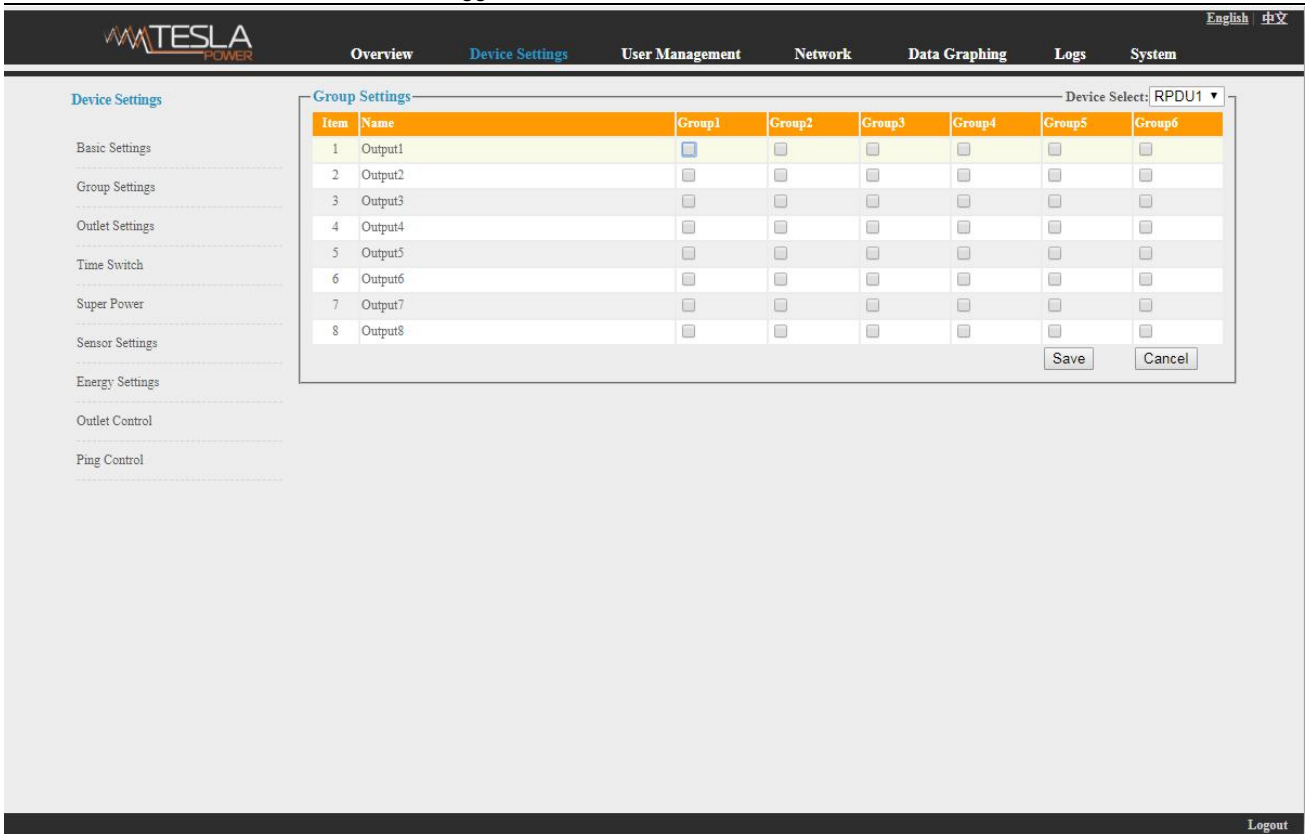 English | 中文
TESLA
POWER
Overview Device Settings User Management Network Data Graphing Logs System
Device Settings
Basic Settings
Group Settings
Outlet Settings
Time Switch
Super Power
Sensor Settings
Energy Settings
Outlet Control
Ping Control
Group Settings Device Select: RPDU1
Item Name Group1 Group2 Group3 Group4 Group5 Group6
1 Output1
2 Output2
3 Output3
4 Output4
5 Output5
6 Output6
7 Output7
8 Output8
Save Cancel
Logout